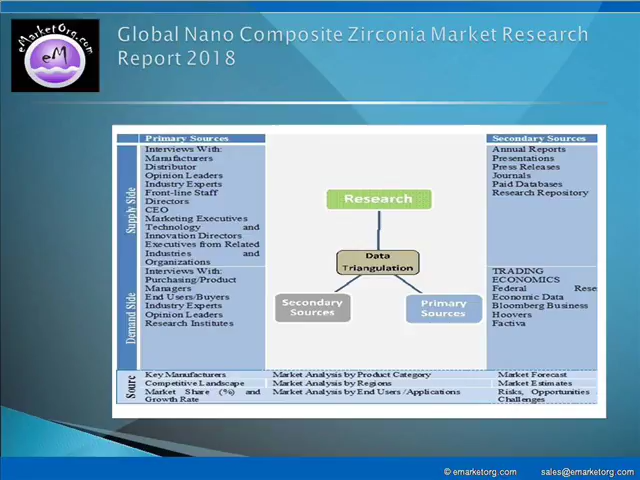 eMarketOrg.com
eM
Global Nano Composite Zirconia Market Research
Report 2018
Primary Sources
Secondary Sources
Supply Side
Interviews With:
Manufacturers
Distributor
Opinion Leaders
Industry Experts
Front-line Staff
Directors
CEO
Marketing Executives
Technology and
Innovation Directors
Executives from Related
Industries and
Organizations
Annual Reports
Presentations
Press Releases
Journals
Paid Databases
Research Repository
Research
Data
Triangulation
Secondary
Sources
Primary
Sources
Demand Side
Interviews With:
Purchasing/Product
Managers
End Users/Buyers
Industry Experts
Opinion Leaders
Research Institutes
TRADING
ECONOMICS
Federal Rese
Economic Data
Bloomberg Business
Hoovers
Factiva
Sourc
Key Manufacturers
Competitive Landscape
Market Share (%) and
Growth Rate
Market Analysis by Product Category
Market Analysis by Regions
Market Analysis by End Users /Applications
Market Forecast
Market Estimates
Risks, Opportunities
Challenges
© emarketorg.com
sales@emarketorg.com